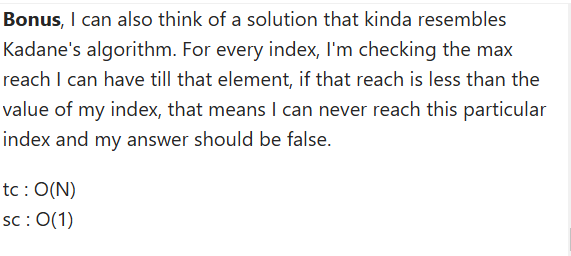 Bonus, I can also think of a solution that kinda resembles
Kadane's algorithm. For every index, I'm checking the max
reach I can have till that element, if that reach is less than the
value of my index, that means I can never reach this particular
index and my answer should be false.
tc : O(N)
sc : O(1)